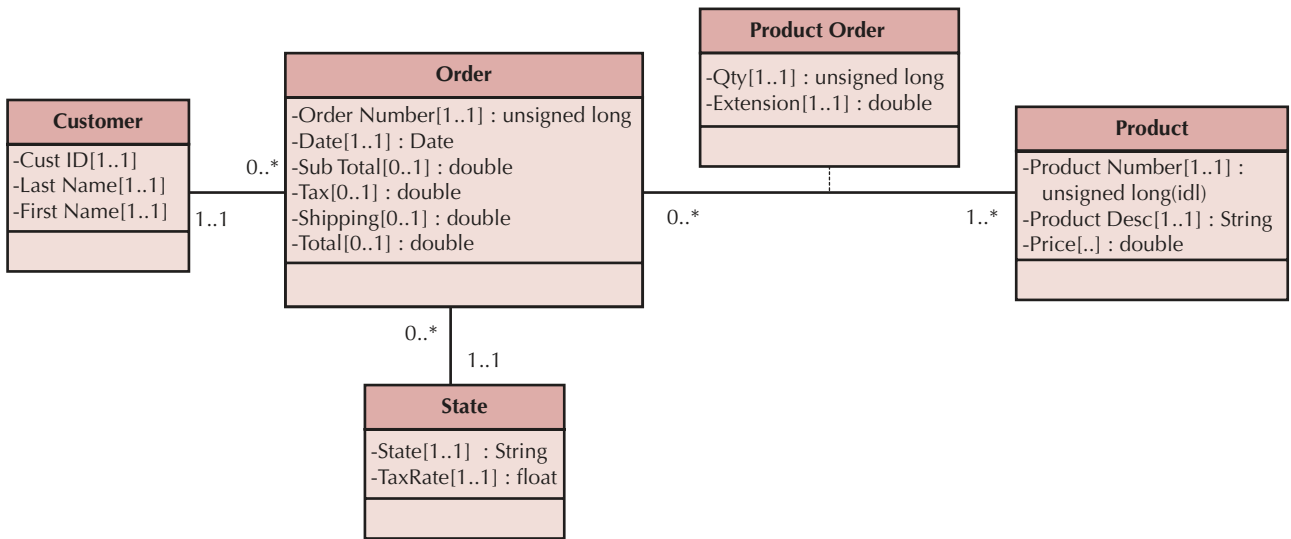 Customer
-Cust ID[1..1]
-Last Name[1..1]
-First Name[1..1]
0..*
1..1
Order
-Order Number[1..1] : unsigned long
-Date[1..1] : Date
-Sub Total[0..1] : double
-Tax[0..1] : double
-Shipping[0..1] : double
-Total[0..1] : double
Product Order
-Qty[1..1] : unsigned long
-Extension[1..1] : double
0..*
1..*
Product
-Product Number[1..1] :
unsigned long(idl)
-Product Desc[1..1] : String
-Price[..] : double
0..*
1..1
State
-State[1..1] : String
-TaxRate[1..1] : float